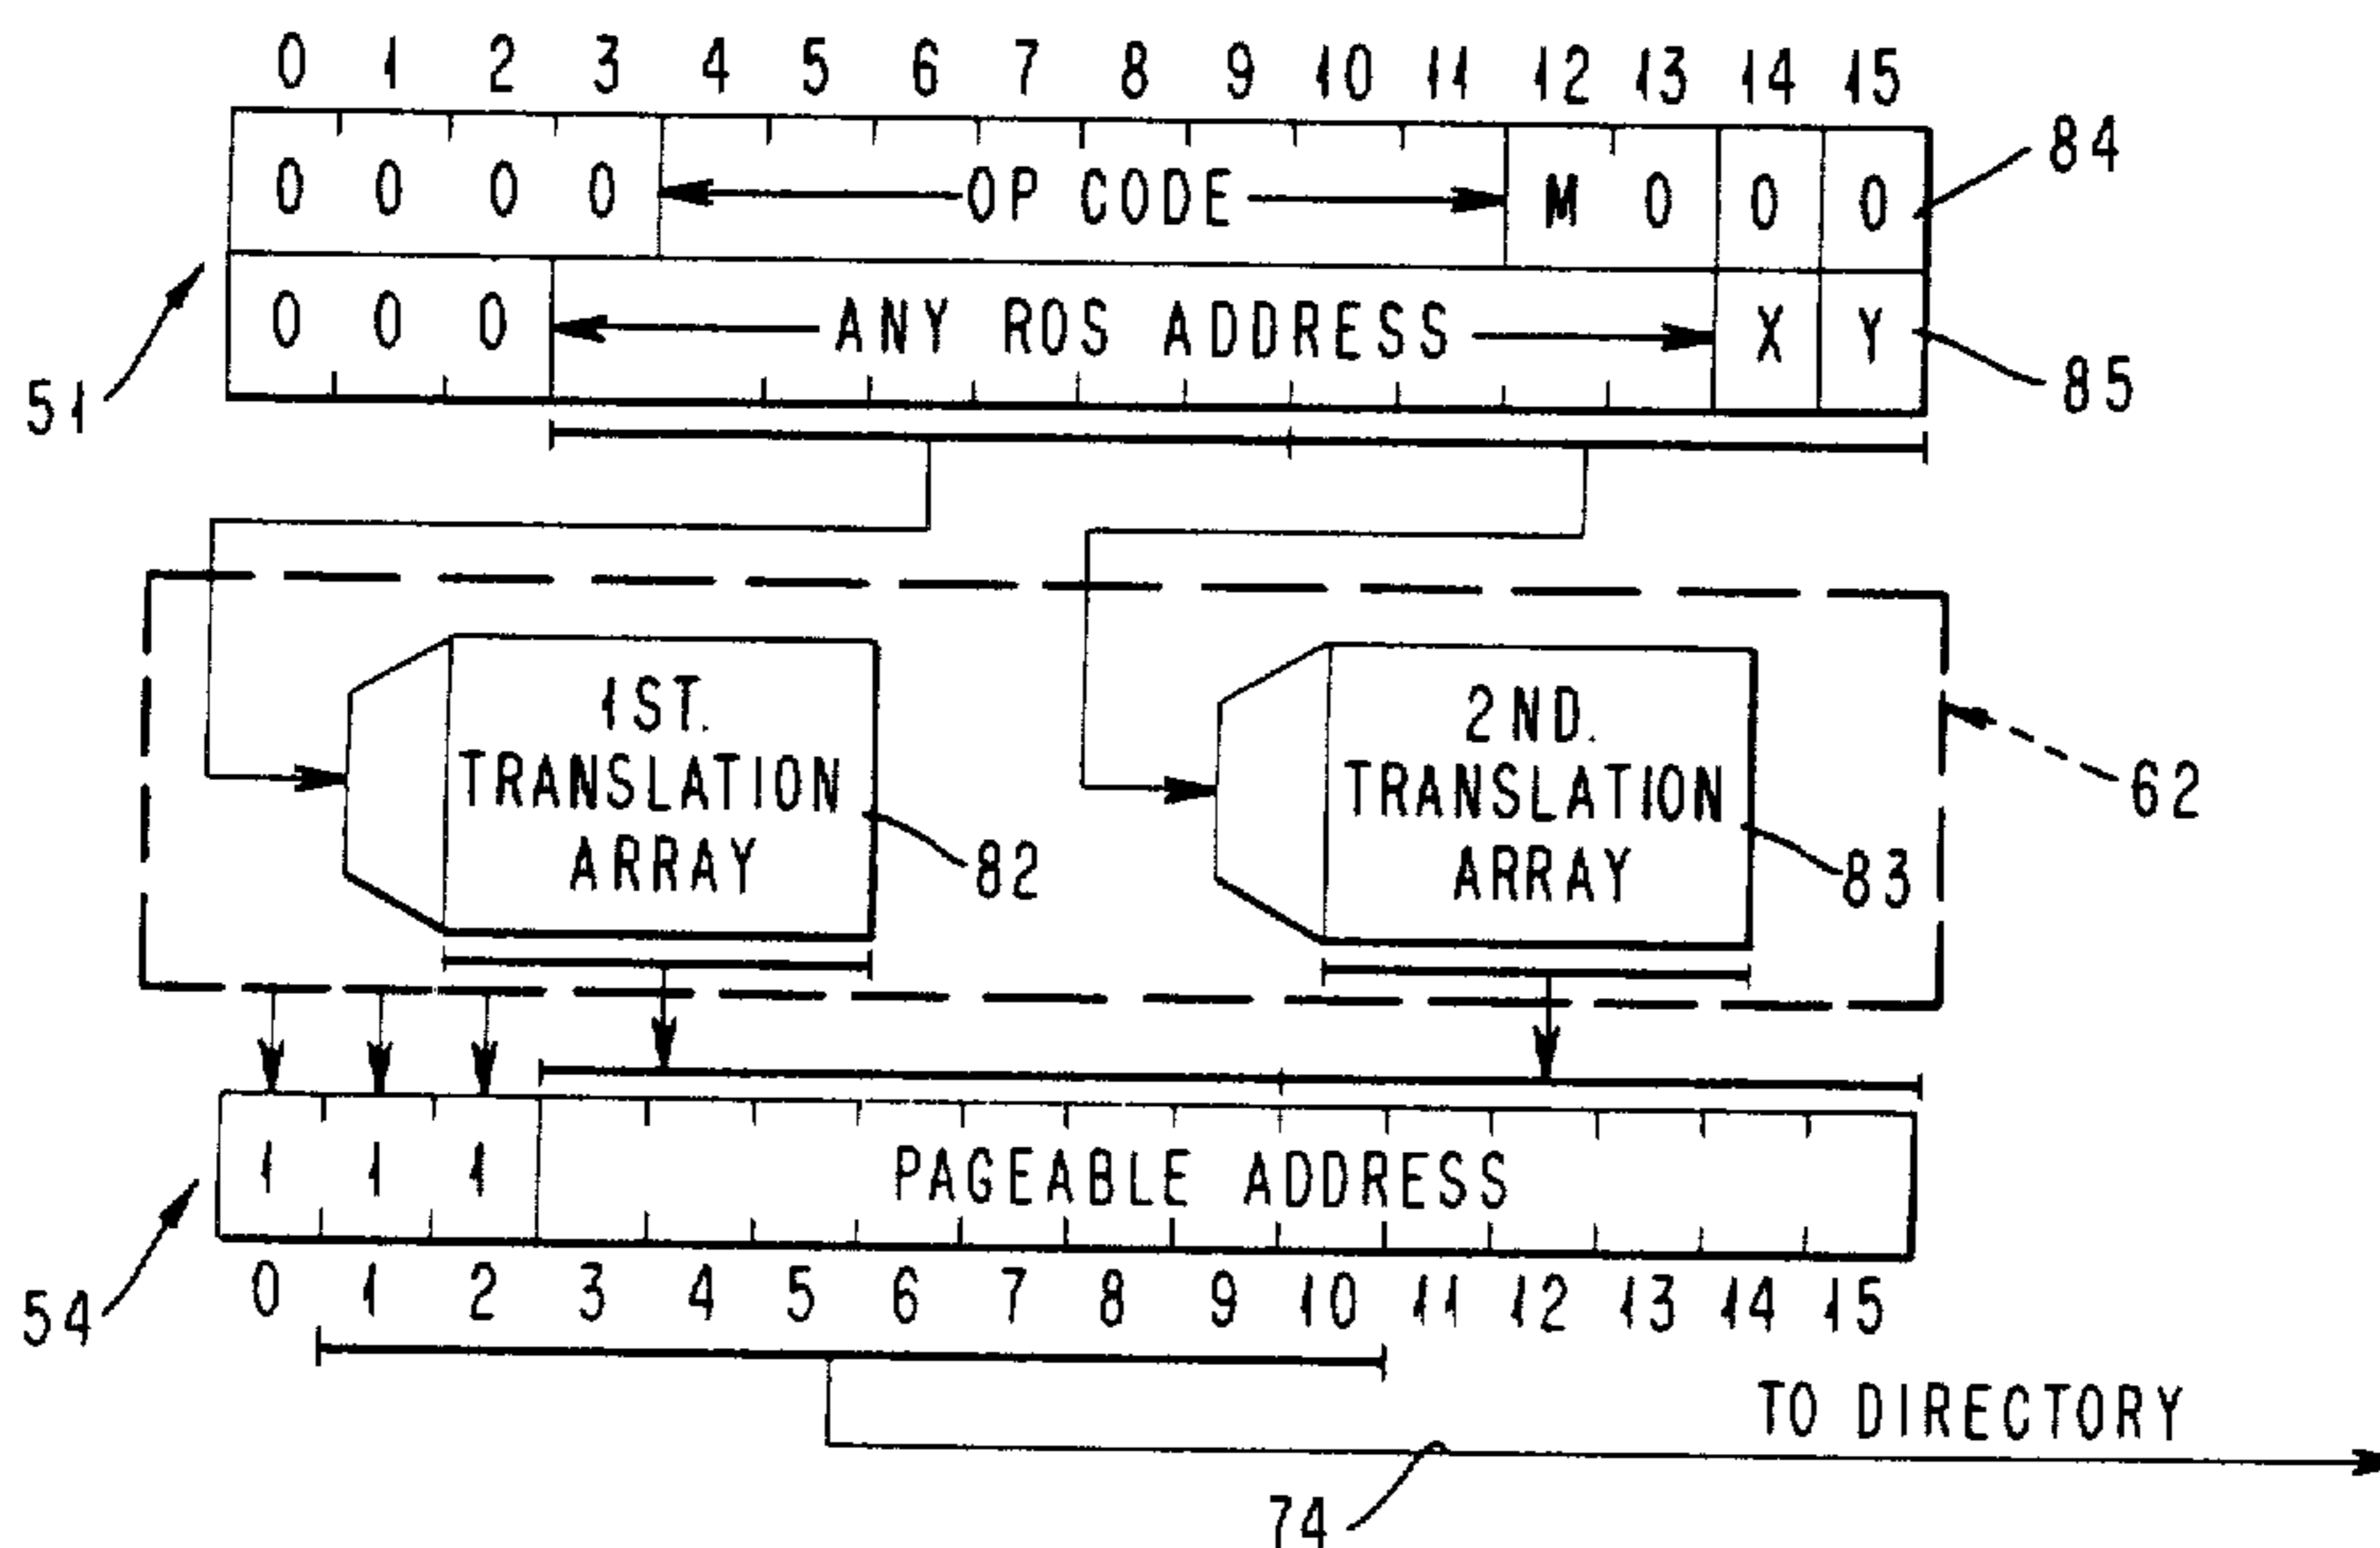 0 1 2 3 4 5 6 7 8 9 10 11 12 13 14 15
0 0 0 0 OP CODE M 0 0 0
84
0 0 0 ANY ROS ADDRESS X Y
85
51
1ST.
TRANSLATION
ARRAY
82
2ND.
TRANSLATION
ARRAY
83
62
1 1 1 PAGEABLE ADDRESS
54
0 1 2 3 4 5 6 7 8 9 10 11 12 13 14 15
TO DIRECTORY
74